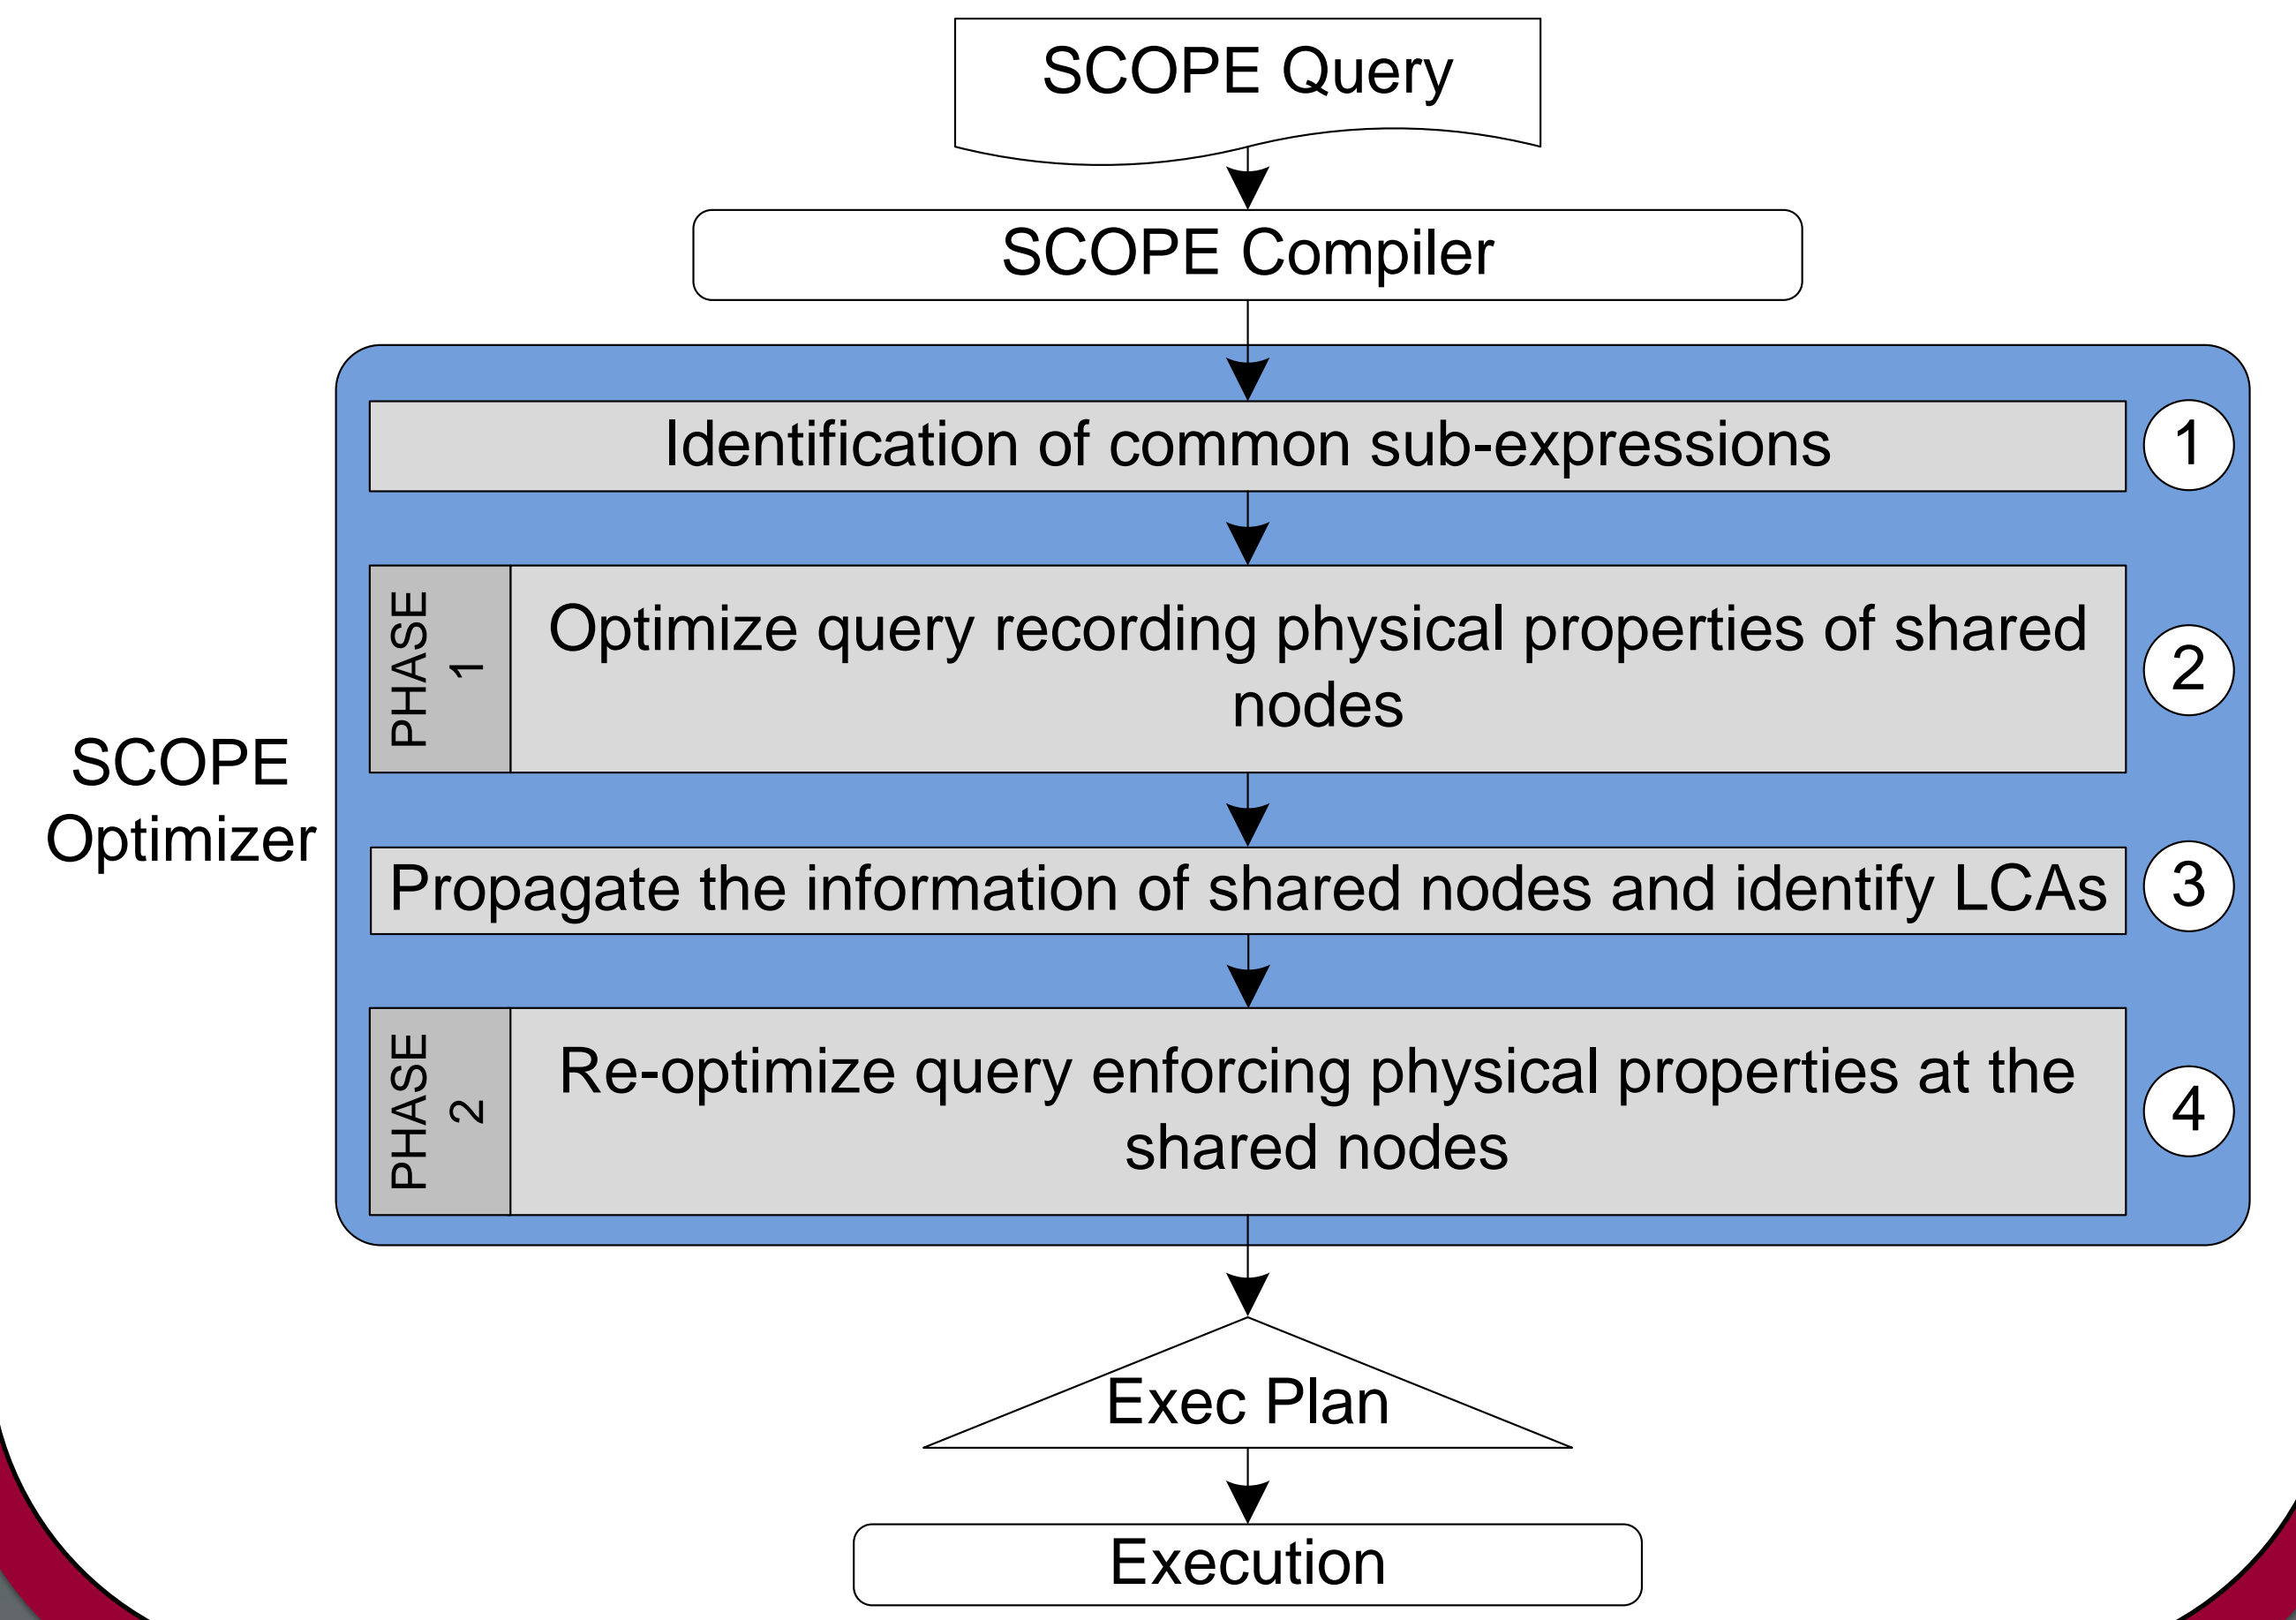 SCOPE Query
SCOPE Compiler
Identification of common sub-expressions
1
PHASE
1
Optimize query recording physical properties of shared
nodes
2
SCOPE
Optimizer
Propagate the information of shared nodes and identify LCAs
3
PHASE
2
Re-optimize query enforcing physical properties at the
shared nodes
4
Exec Plan
Execution